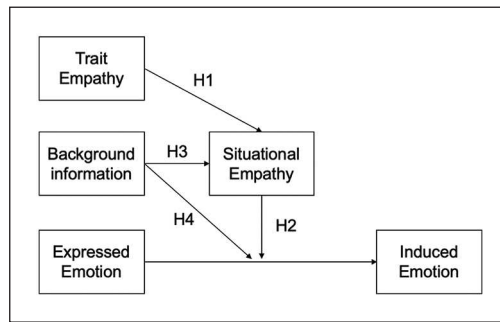 Trait
Empathy
H1
Background
information
H3
Situational
Empathy
H4
H2
Expressed
Emotion
Induced
Emotion